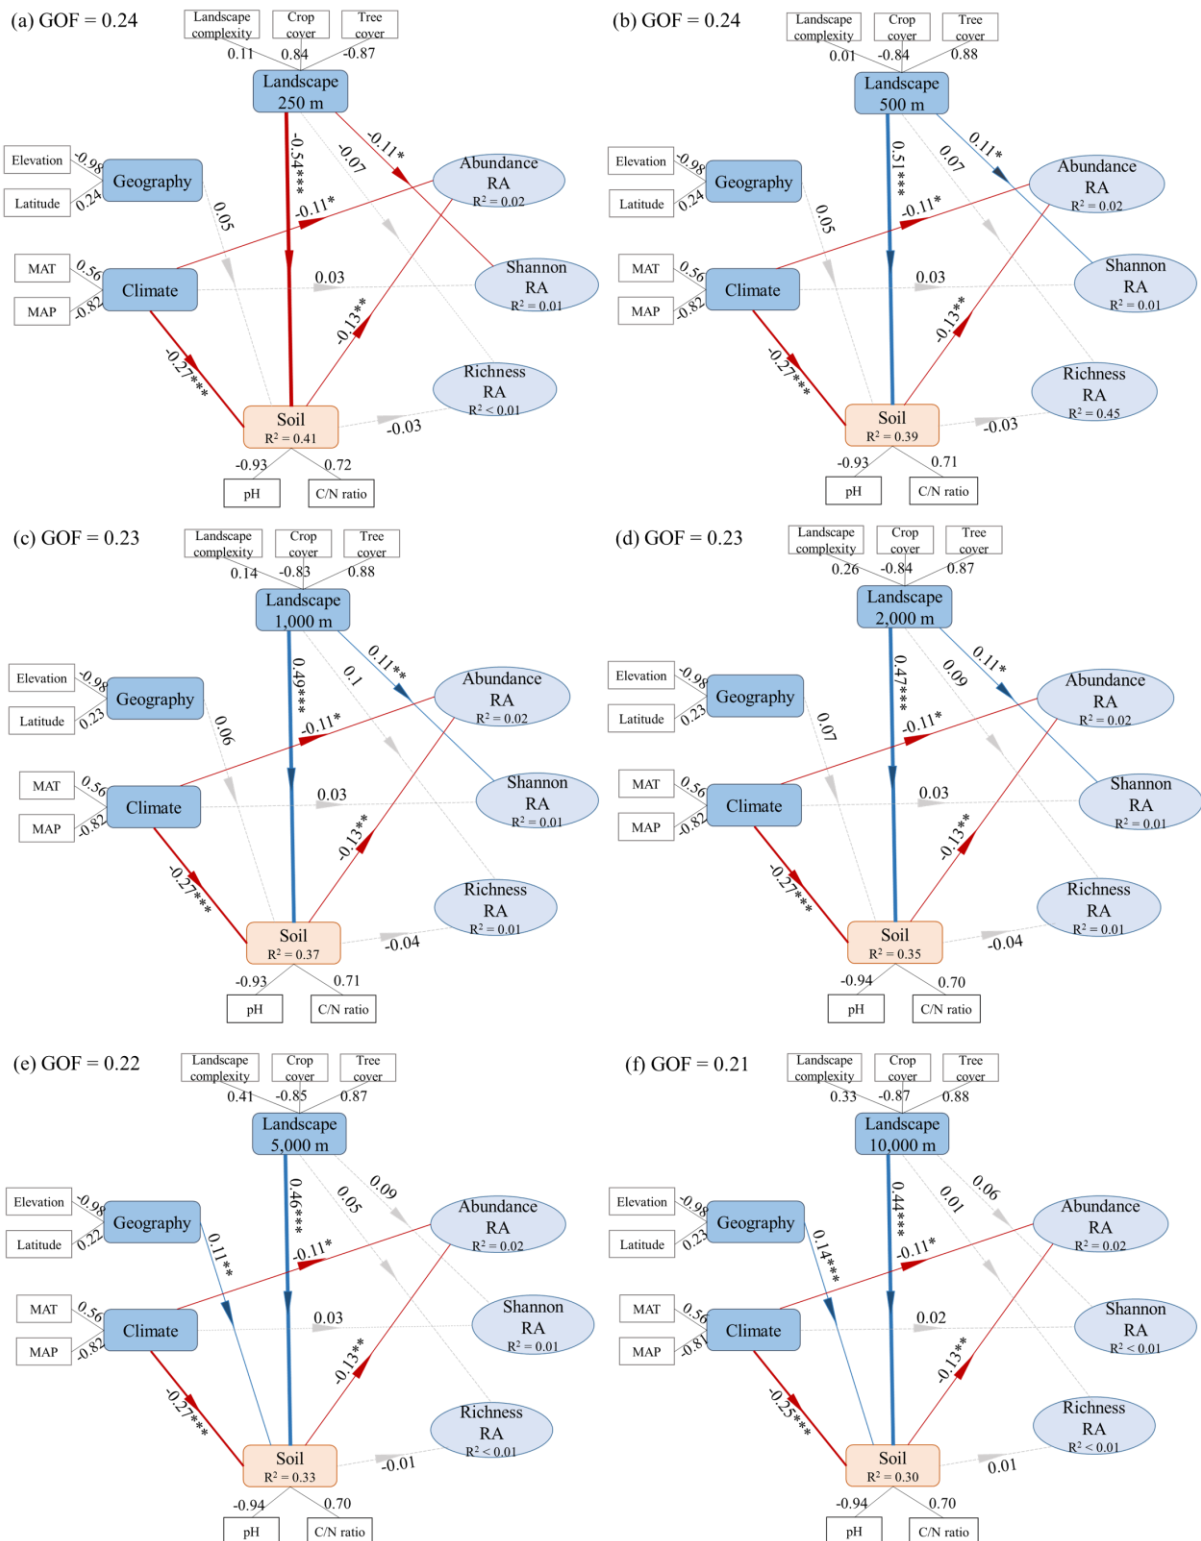 (a) GOF = 0.24
Landscape
complexity
Crop
cover
Tree
cover
0.11
0.84
-0.87
Landscape
250 m
Elevation
Latitude
-0.98
0.24
Geography
MAT
MAP
0.56
-0.82
Climate
-0.54***
-0.11*
-0.07
0.05
-0.11*
0.03
-0.27***
-0.13**
-0.03
Abundance
RA
R² = 0.02
Shannon
RA
R² = 0.01
Richness
RA
R² < 0.01
Soil
R² = 0.41
-0.93
0.72
pH
C/N ratio
(b) GOF = 0.24
Landscape
complexity
Crop
cover
Tree
cover
0.01
-0.84
0.88
Landscape
500 m
Elevation
Latitude
-0.98
0.24
Geography
MAT
MAP
0.56
-0.82
Climate
0.51***
0.11*
0.07
0.05
-0.11*
0.03
-0.27***
-0.13**
-0.03
Abundance
RA
R² = 0.02
Shannon
RA
R² = 0.01
Richness
RA
R² = 0.45
Soil
R² = 0.39
-0.93
0.71
pH
C/N ratio
(c) GOF = 0.23
Landscape
complexity
Crop
cover
Tree
cover
0.14
-0.83
0.88
Landscape
1,000 m
Elevation
Latitude
-0.98
0.23
Geography
MAT
MAP
0.56
-0.82
Climate
0.49***
0.11**
0.1
0.06
-0.11*
0.03
-0.27***
-0.13**
-0.04
Abundance
RA
R² = 0.02
Shannon
RA
R² = 0.01
Richness
RA
R² = 0.01
Soil
R² = 0.37
-0.93
0.71
pH
C/N ratio
(d) GOF = 0.23
Landscape
complexity
Crop
cover
Tree
cover
0.26
-0.84
0.87
Landscape
2,000 m
Elevation
Latitude
-0.98
0.23
Geography
MAT
MAP
0.56
-0.82
Climate
0.47***
0.11*
0.09
0.07
-0.11*
0.03
-0.27***
-0.13**
-0.04
Abundance
RA
R² = 0.02
Shannon
RA
R² = 0.01
Richness
RA
R² = 0.01
Soil
R² = 0.35
-0.94
0.70
pH
C/N ratio
(e) GOF = 0.22
Landscape
complexity
Crop
cover
Tree
cover
0.41
-0.85
0.87
Landscape
5,000 m
Elevation
Latitude
-0.98
0.22
Geography
MAT
MAP
0.56
-0.82
Climate
0.46***
0.09
0.05
0.11**
-0.11*
0.03
-0.27***
-0.13**
-0.01
Abundance
RA
R² = 0.02
Shannon
RA
R² = 0.01
Richness
RA
R² < 0.01
Soil
R² = 0.33
-0.94
0.70
pH
C/N ratio
(f) GOF = 0.21
Landscape
complexity
Crop
cover
Tree
cover
0.33
-0.87
0.88
Landscape
10,000 m
Elevation
Latitude
-0.98
0.23
Geography
MAT
MAP
0.56
-0.81
Climate
0.44***
0.06
0.01
0.14***
-0.11*
0.02
-0.25***
-0.13**
0.01
Abundance
RA
R² = 0.02
Shannon
RA
R² < 0.01
Richness
RA
R² < 0.01
Soil
R² = 0.30
-0.94
0.70
pH
C/N ratio